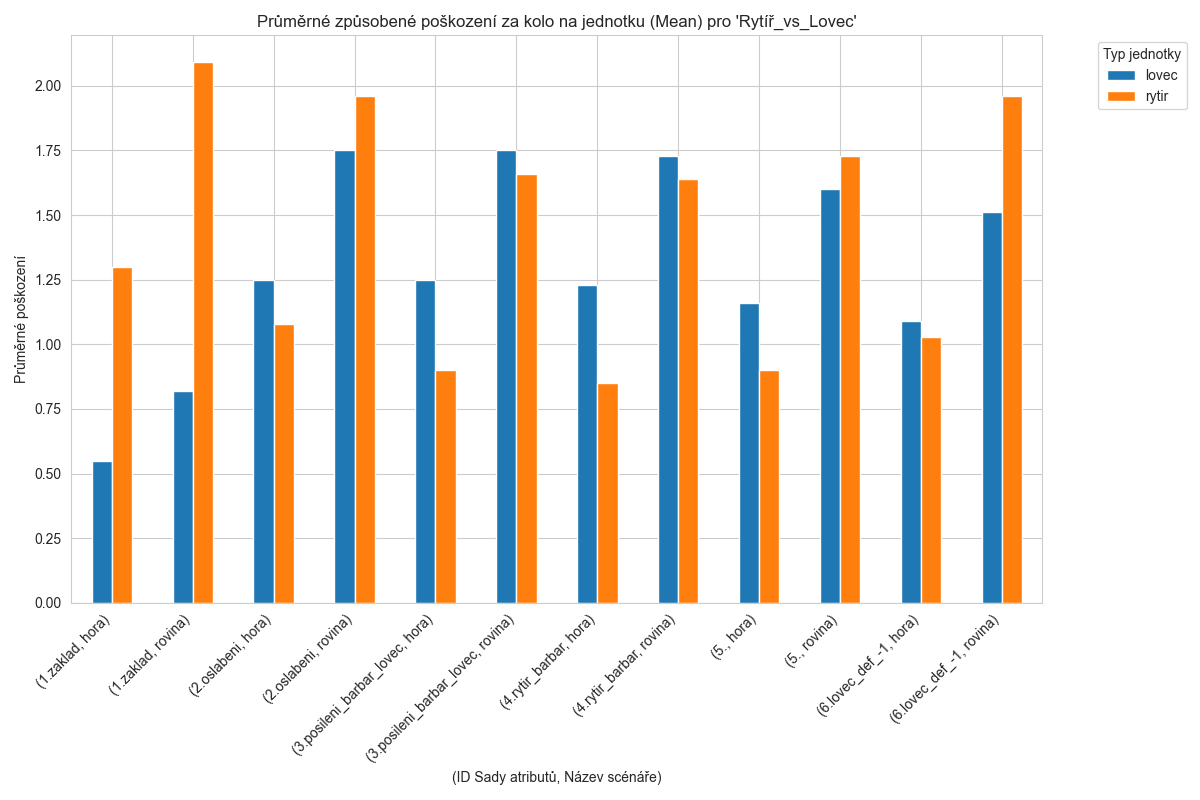 Průměrné způsobené poškození za kolo na jednotku (Mean) pro 'Rytíř_vs_Lovec'
Typ jednotky
lovec
rytir
Průměrné poškození
2.00
1.75
1.50
1.25
1.00
0.75
0.50
0.25
0.00
(1.zaklad, hora)
(1.zaklad, rovina)
(2.oslabeni, hora)
(2.oslabeni, rovina)
(3.posileni_barbar_lovec, hora)
(3.posileni_barbar_lovec, rovina)
(4.rytir_barbar, hora)
(4.rytir_barbar, rovina)
(5., hora)
(5., rovina)
(6.lovec_def_-1, hora)
(6.lovec_def_-1, rovina)
(ID Sady atributů, Název scénáře)